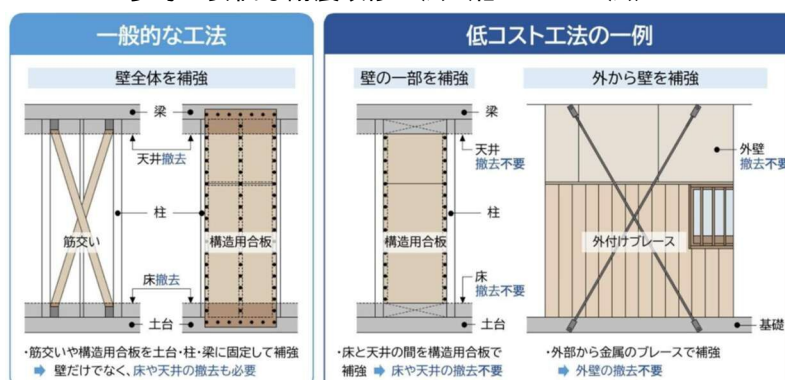 一般的な工法
壁全体を補強
梁
天井撤去
柱
筋交い
構造用合板
床撤去
土台
・筋交いや構造用合板を土台・柱・梁に固定して補強
➡ 壁だけでなく、床や天井の撤去も必要
低コスト工法の一例
壁の一部を補強
梁
天井
撤去不要
柱
構造用合板
床
撤去不要
土台
・床と天井の間を構造用合板で
補強 ➡ 床や天井の撤去不要
外から壁を補強
外壁
撤去不要
外付けブレース
基礎
・外部から金属のブレースで補強
➡ 外壁の撤去不要